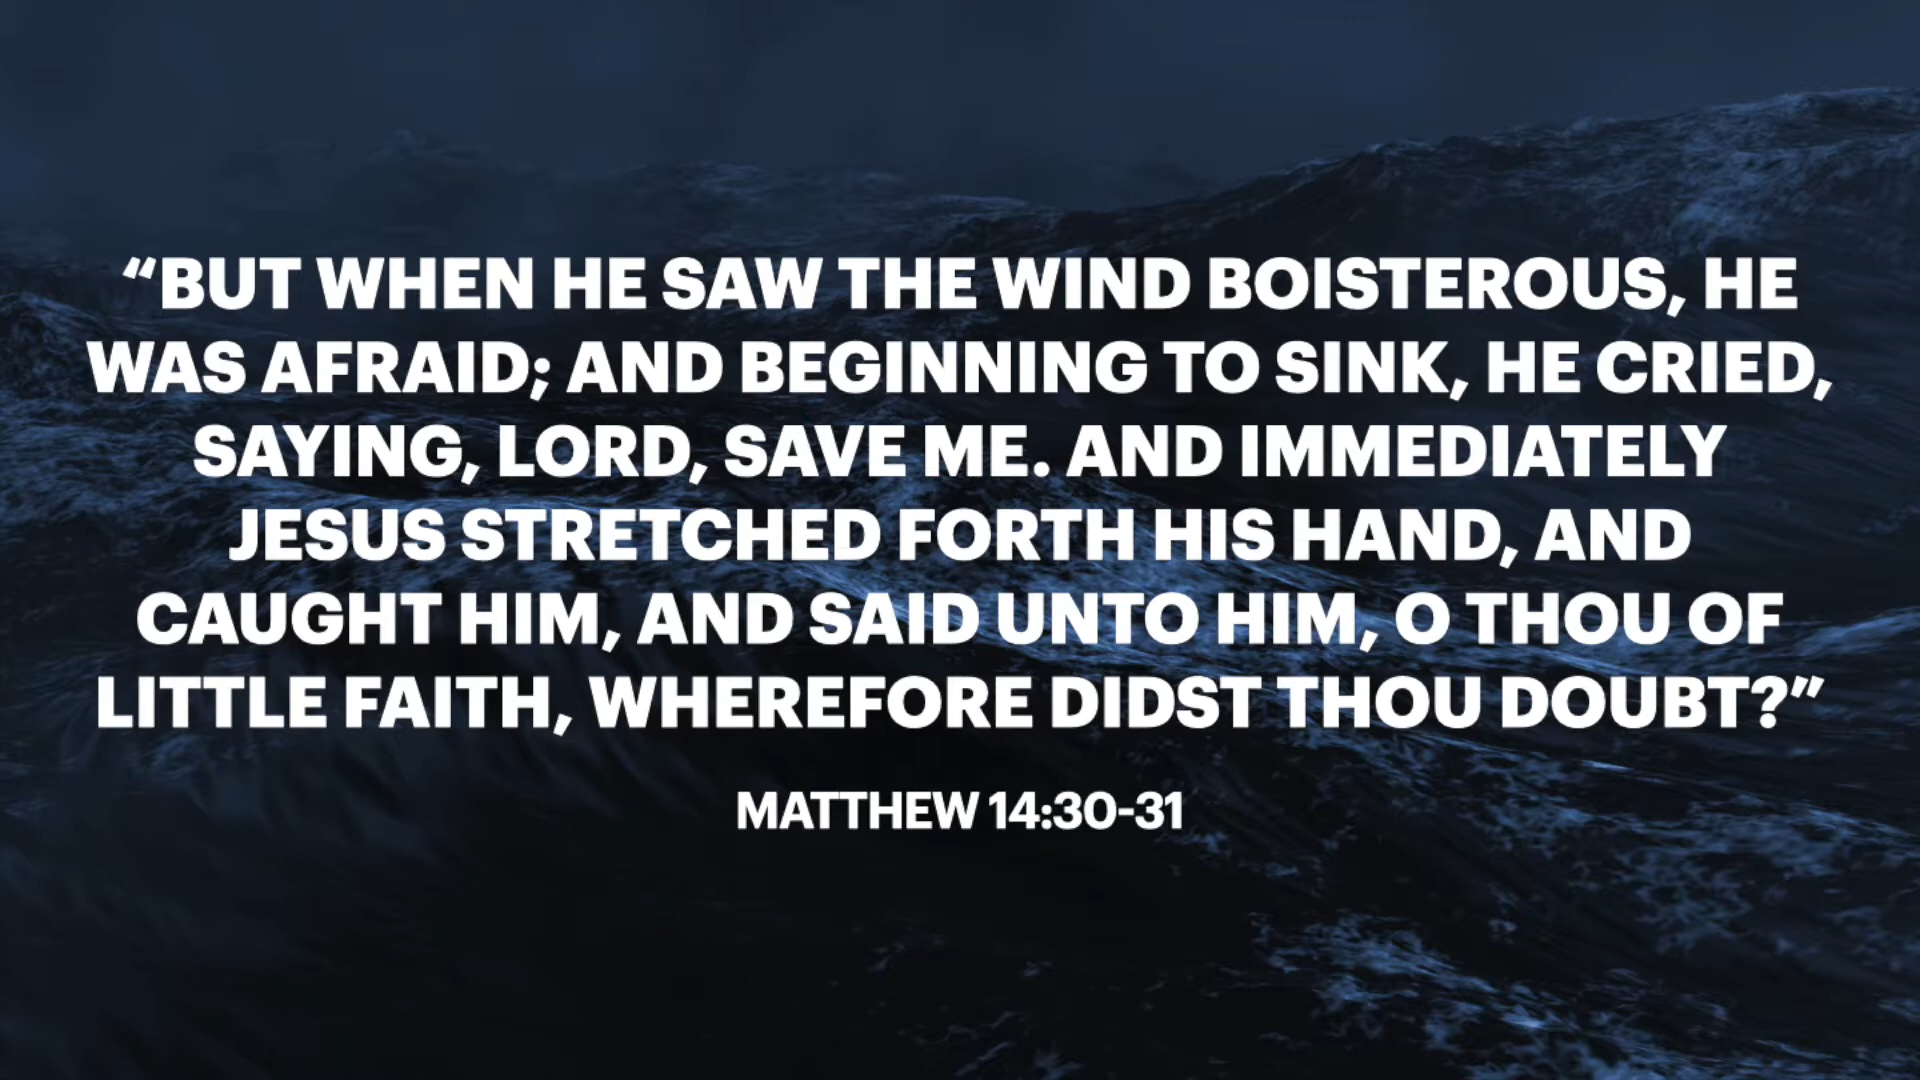 “BUT WHEN HE SAW THE WIND BOISTEROUS, HE
WAS AFRAID; AND BEGINNING TO SINK, HE CRIED,
SAYING, LORD, SAVE ME. AND IMMEDIATELY
JESUS STRETCHED FORTH HIS HAND, AND
CAUGHT HIM, AND SAID UNTO HIM, O THOU OF
LITTLE FAITH, WHEREFORE DIDST THOU DOUBT?”
MATTHEW 14:30-31